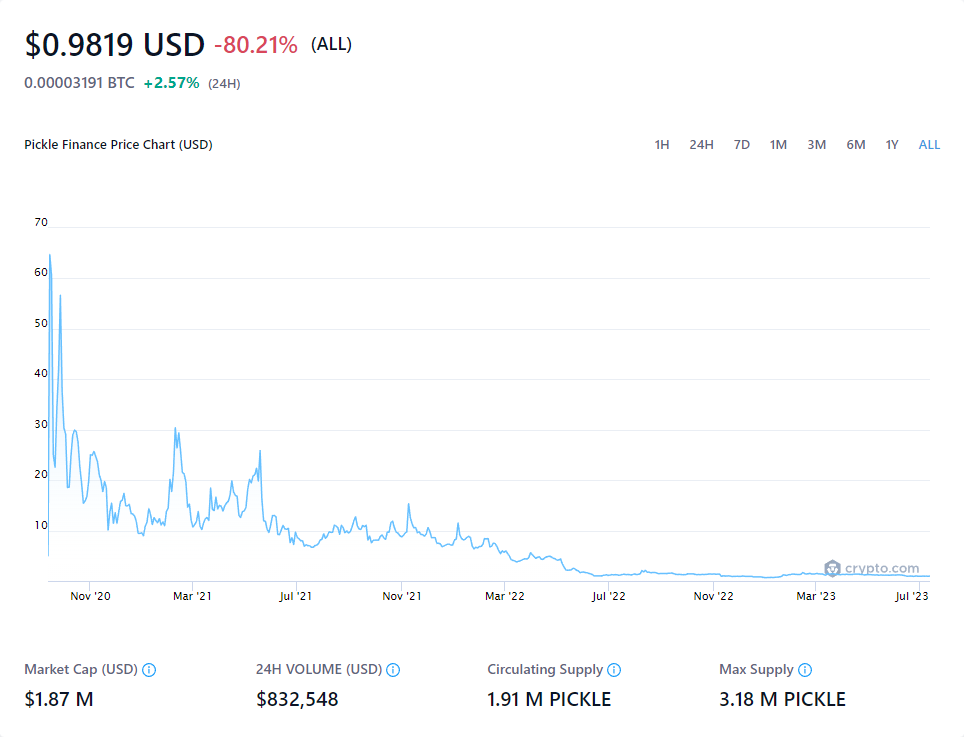 $0.9819 USD -80.21% (ALL)
0.00003191 BTC +2.57% (24H)
Pickle Finance Price Chart (USD) 1H 24H 7D 1M 3M 6M 1Y ALL
70
60
50
40
30
20
10
crypto.com
Nov '20 Mar '21 Jul '21 Nov '21 Mar '22 Jul '22 Nov '22 Mar '23 Jul '23
Market Cap (USD) 24H VOLUME (USD) Circulating Supply Max Supply
$1.87 M $832,548 1.91 M PICKLE 3.18 M PICKLE